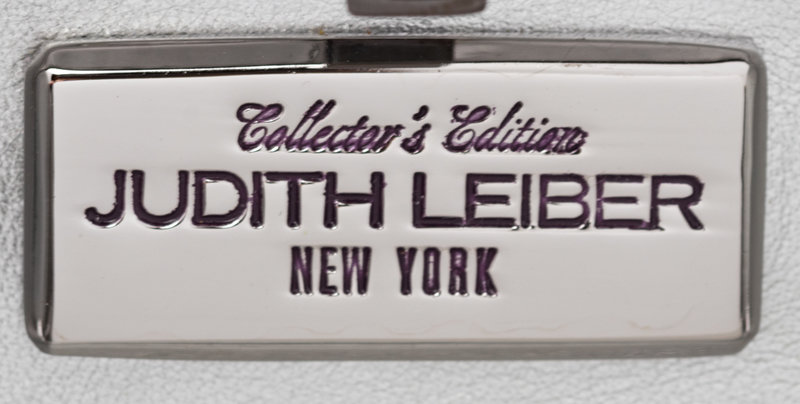 Collector's Edition
JUDITH LEIBER
NEW YORK